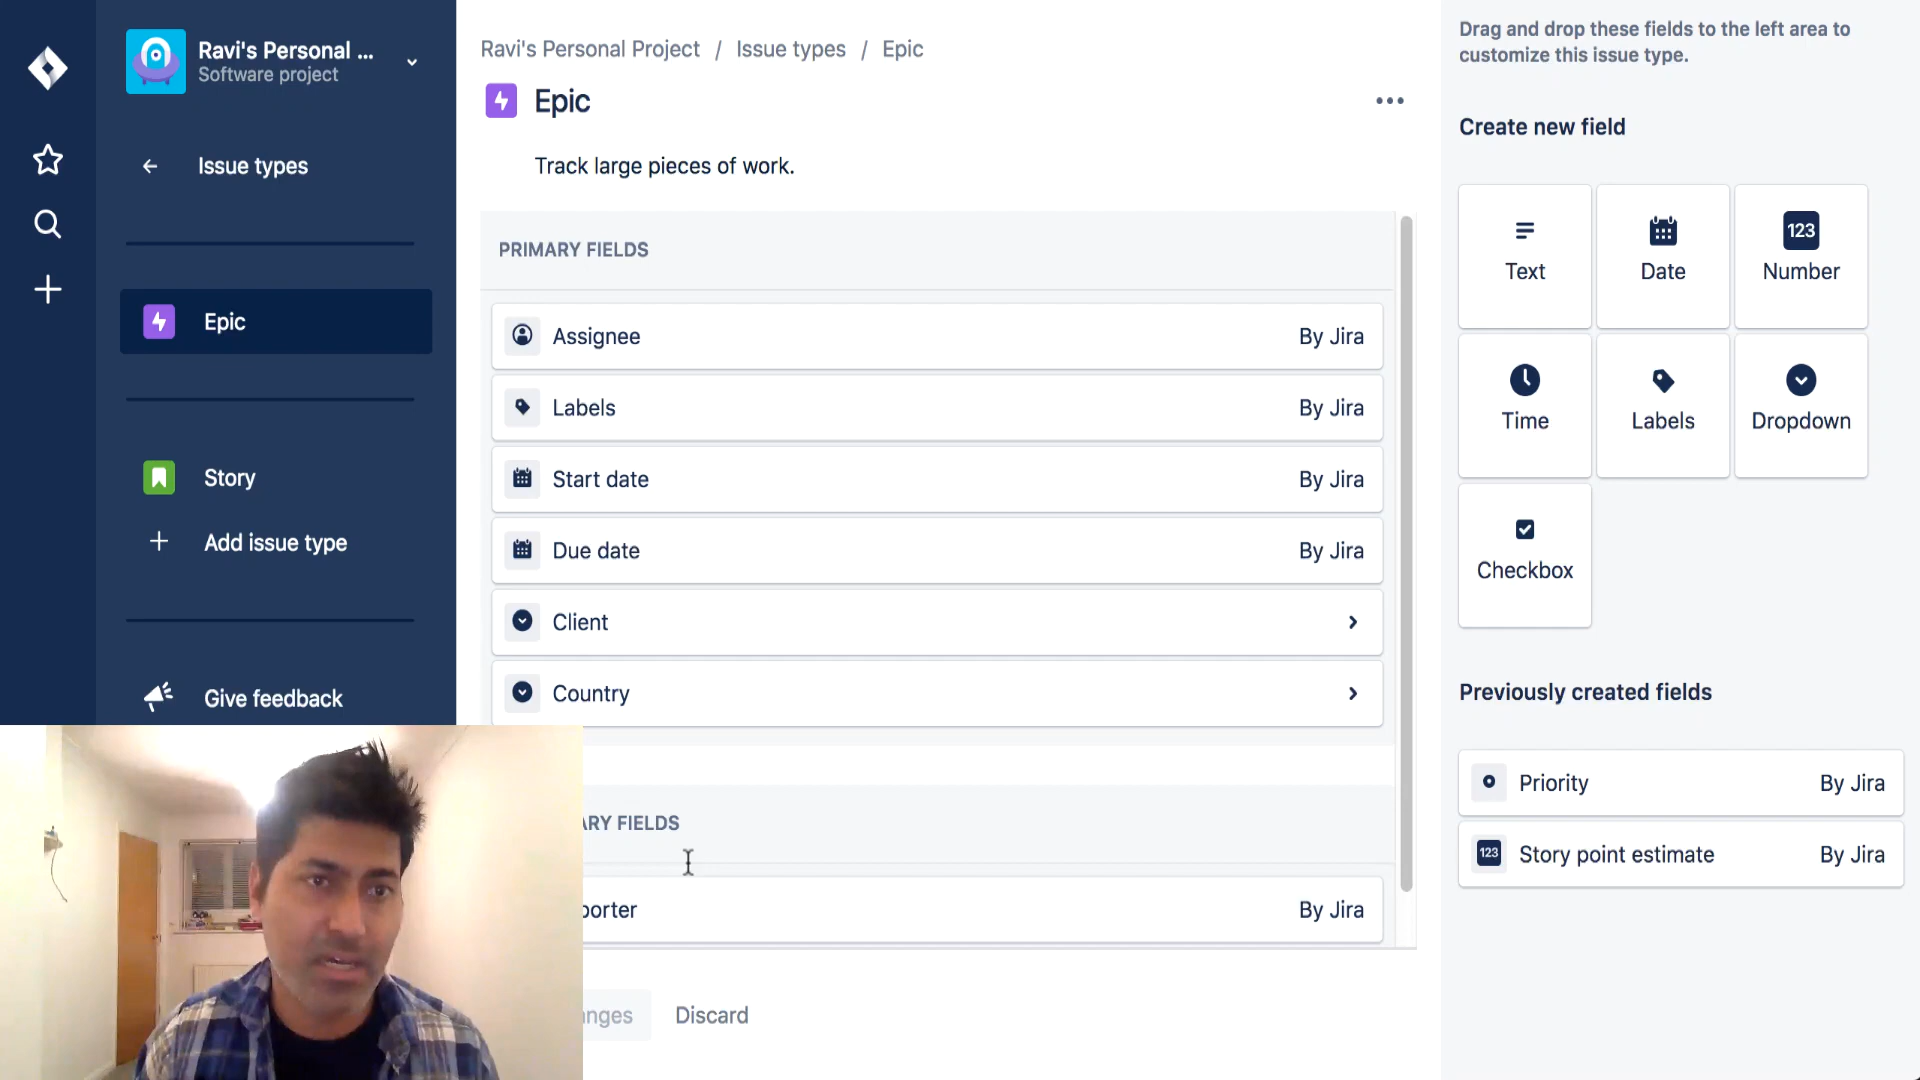 Ravi's Personal ...
Software project
Issue types
Epic
Story
Add issue type
Give feedback
Ravi's Personal Project / Issue types / Epic
Epic
Track large pieces of work.
PRIMARY FIELDS
Assignee By Jira
Labels By Jira
Start date By Jira
Due date By Jira
Client
Country
FIELDS
By Jira
Discard
Drag and drop these fields to the left area to
customize this issue type.
Create new field
Text
Date
123
Number
Time
Labels
Dropdown
Checkbox
Previously created fields
Priority By Jira
123 Story point estimate By Jira